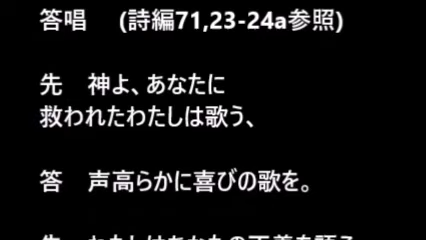 答唱　(詩編71,23-24a参照)
先　神よ、あなたに
救われたわたしは歌う、
答　声高らかに喜びの歌を。